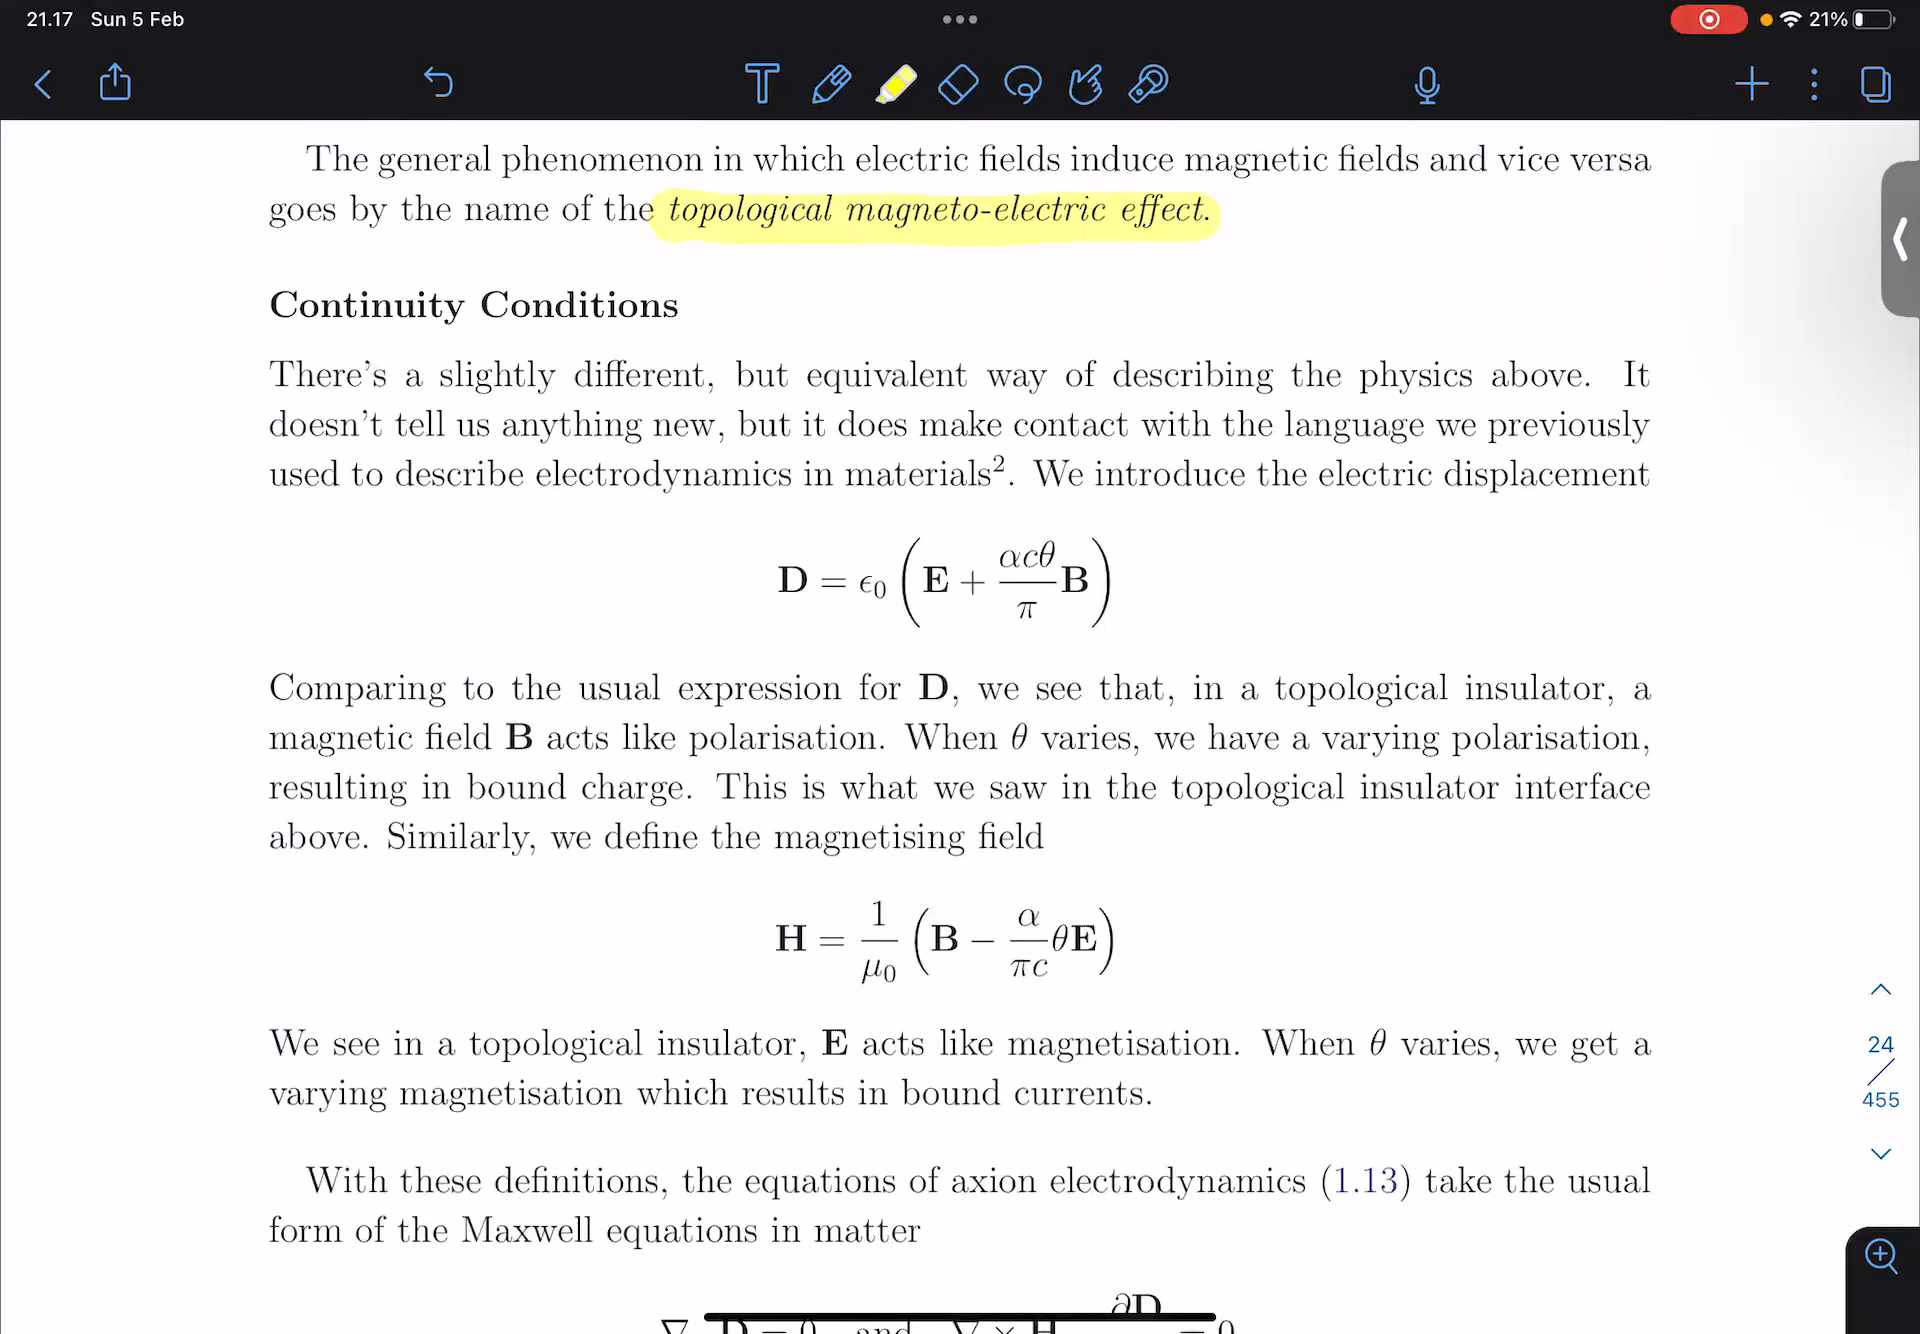 21.17 Sun 5 Feb
21%
The general phenomenon in which electric fields induce magnetic fields and vice versa
goes by the name of the topological magneto-electric effect.
Continuity Conditions
There's a slightly different, but equivalent way of describing the physics above. It
doesn't tell us anything new, but it does make contact with the language we previously
used to describe electrodynamics in materials². We introduce the electric displacement
D = ϵ₀ (E + αcθ/π B)
Comparing to the usual expression for D, we see that, in a topological insulator, a
magnetic field B acts like polarisation. When θ varies, we have a varying polarisation,
resulting in bound charge. This is what we saw in the topological insulator interface
above. Similarly, we define the magnetising field
H = 1/μ₀ (B − α/πc θE)
We see in a topological insulator, E acts like magnetisation. When θ varies, we get a
varying magnetisation which results in bound currents.
24
/
455
With these definitions, the equations of axion electrodynamics (1.13) take the usual
form of the Maxwell equations in matter